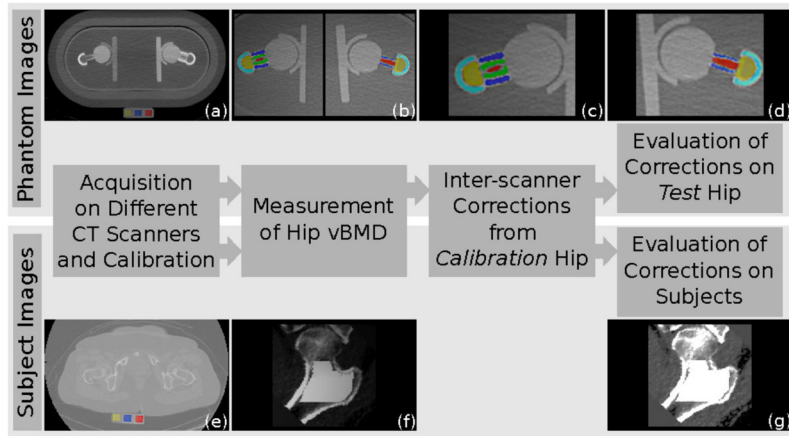 Phantom Images
(a)
(b)
(c)
(d)
Acquisition
on Different
CT Scanners
and Calibration
Measurement
of Hip vBMD
Inter-scanner
Corrections
from
Calibration Hip
Evaluation of
Corrections on
Test Hip
Evaluation of
Corrections on
Subjects
Subject Images
(e)
(f)
(g)